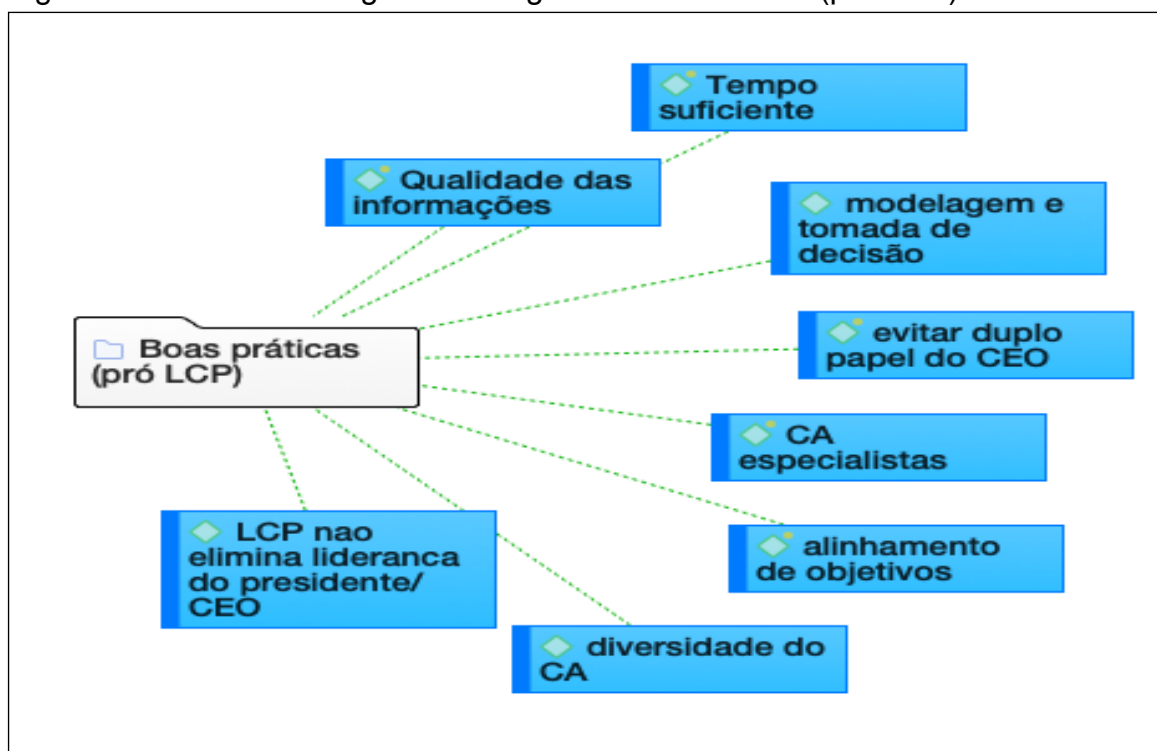 Tempo
suficiente
Qualidade das
informações
modelagem e
tomada de
decisão
evitar duplo
papel do CEO
Boas práticas
(pró LCP)
CA
especialistas
LCP nao
elimina lideranca
do presidente/
CEO
alinhamento
de objetivos
diversidade do
CA